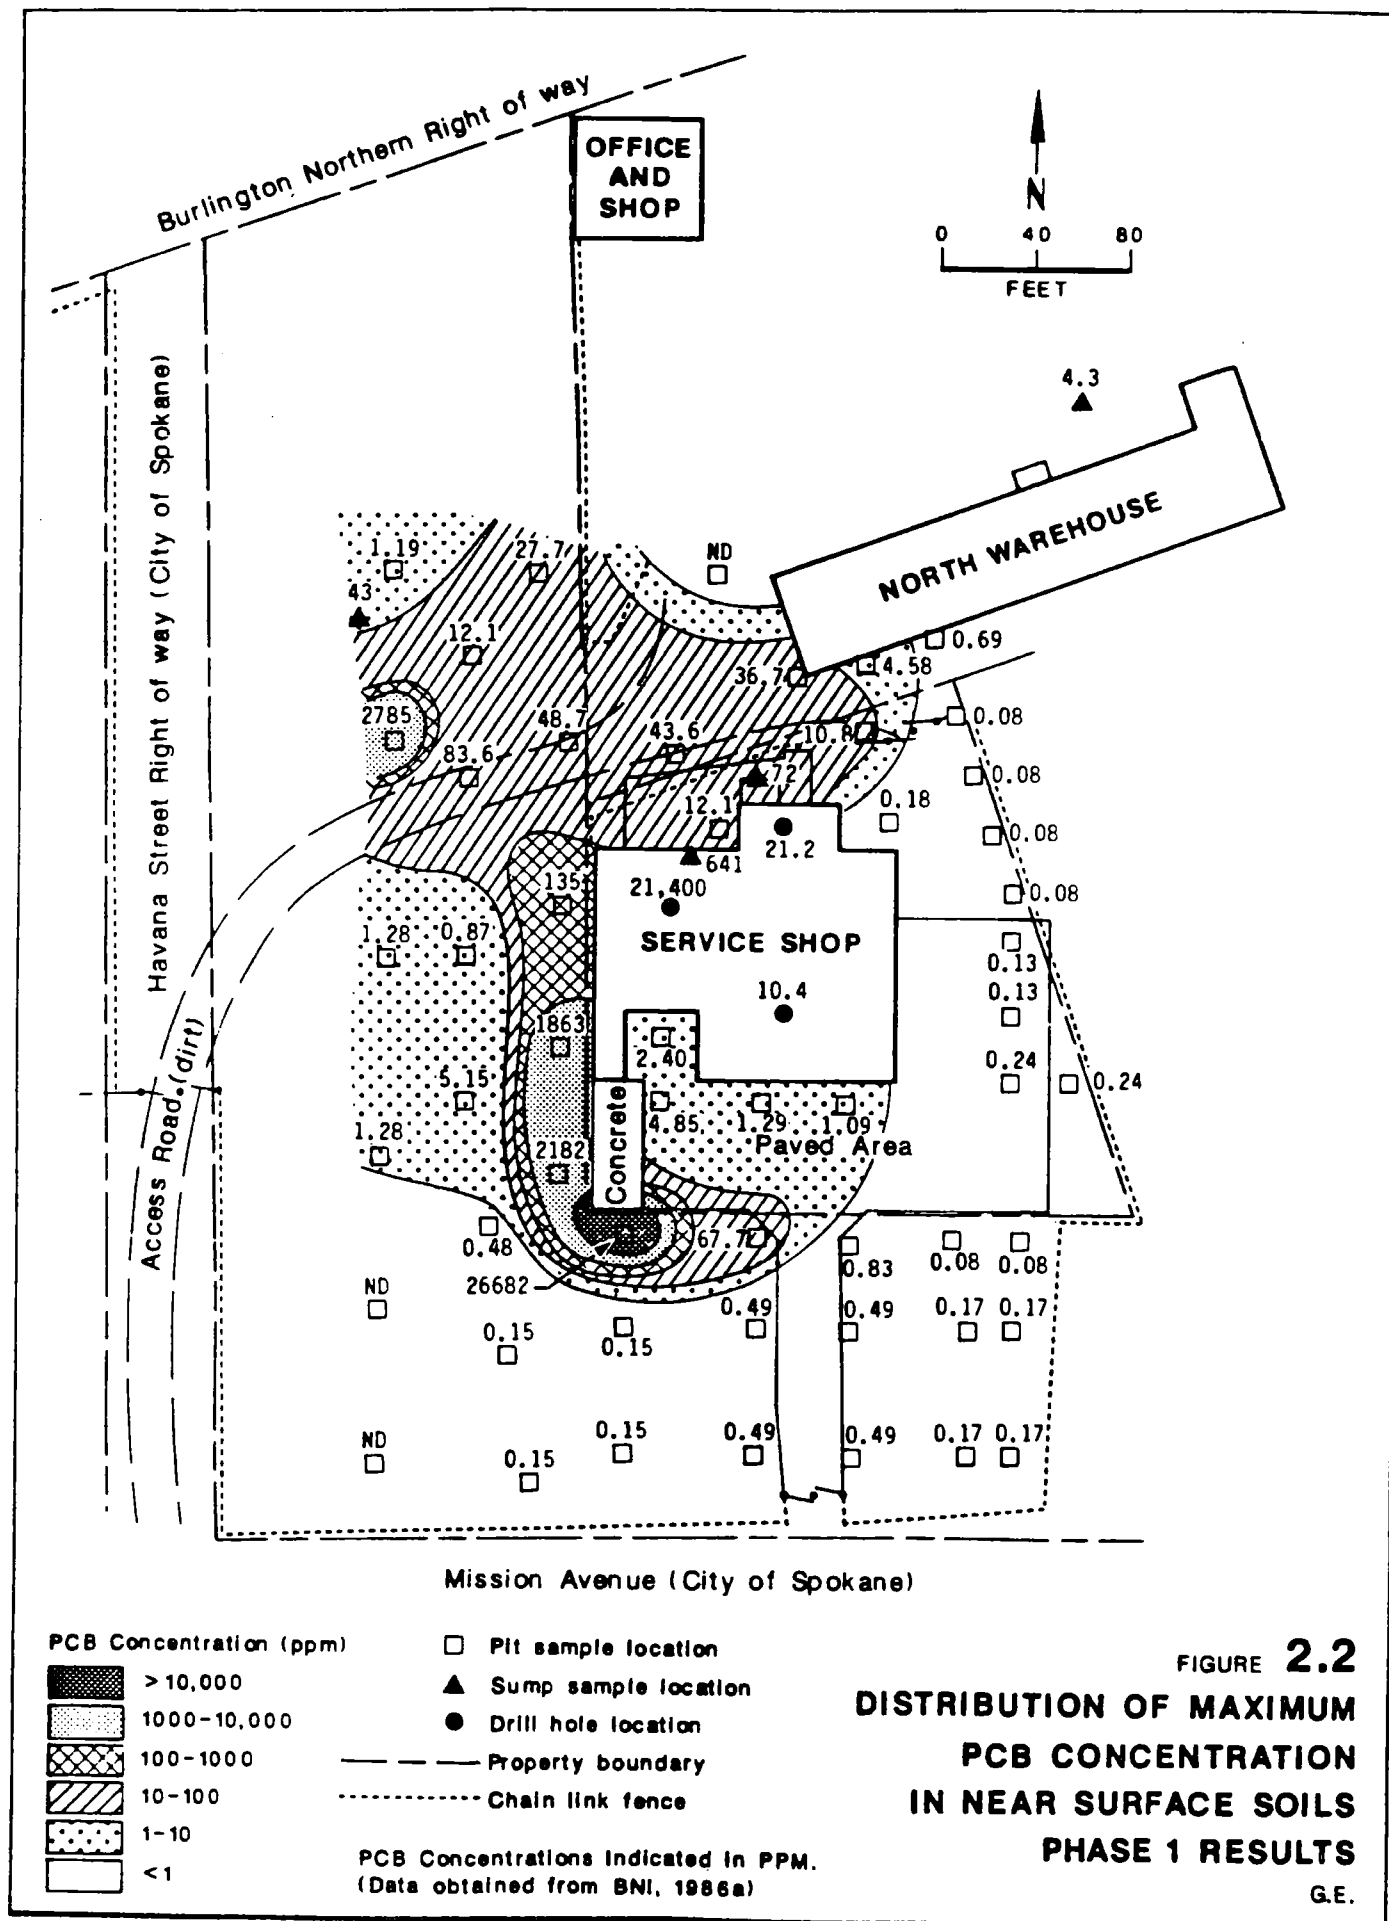 Burlington Northern Right of way
OFFICE
AND
SHOP
N
0 40 80
FEET
Havana Street Right of way (City of Spokane)
4.3
NORTH WAREHOUSE
1.19
27.7
ND
43
12.1
0.69
36.7
4.58
2785
48.7
43.6
10.8
0.08
83.6
72
0.08
12.1
0.18
21.2
0.08
641
135
21,400
0.08
1.28
0.87
SERVICE SHOP
0.13
10.4
0.13
1863
2.40
0.24
0.24
5.15
Concrete
4.85
1.29
1.09
Paved Area
1.28
2182
Access Road (dirt)
0.48
67.7
0.83
0.08
0.08
26682
ND
0.15
0.15
0.49
0.49
0.17
0.17
ND
0.15
0.15
0.49
0.49
0.17
0.17
Mission Avenue (City of Spokane)
PCB Concentration (ppm)
>10,000
1000-10,000
100-1000
10-100
1-10
<1
Pit sample location
Sump sample location
Drill hole location
Property boundary
Chain link fence
PCB Concentrations Indicated in PPM.
(Data obtained from BNI, 1986a)
FIGURE 2.2
DISTRIBUTION OF MAXIMUM
PCB CONCENTRATION
IN NEAR SURFACE SOILS
PHASE 1 RESULTS
G.E.